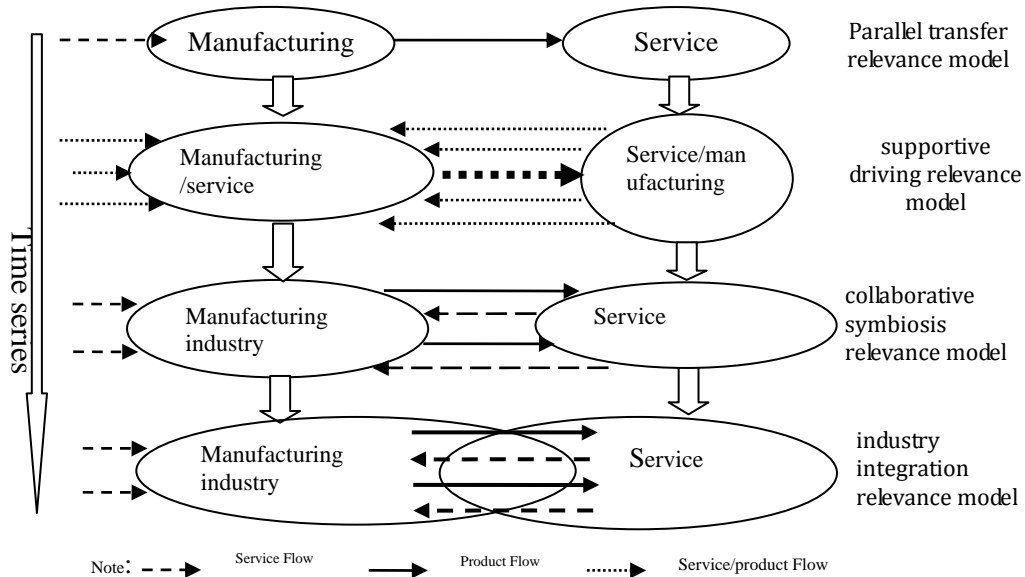 Manufacturing
Service
Parallel transfer
relevance model
Manufacturing
/service
Service/man
ufacturing
supportive
driving relevance
model
Time series
Manufacturing
industry
Service
collaborative
symbiosis
relevance model
Manufacturing
industry
Service
industry
integration
relevance model
Note:
Service Flow
Product Flow
Service/product Flow